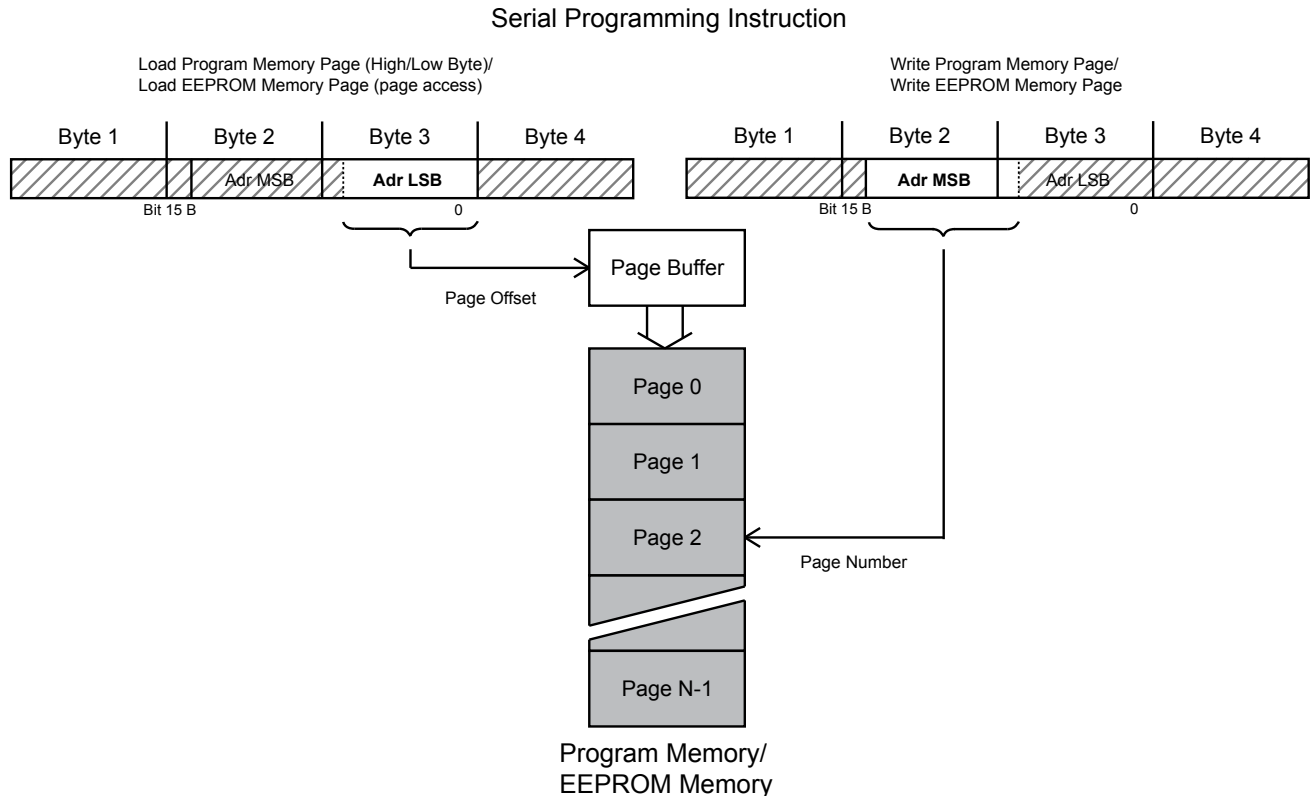 Serial Programming Instruction
Load Program Memory Page (High/Low Byte)/
Load EEPROM Memory Page (page access)
Write Program Memory Page/
Write EEPROM Memory Page
Byte 1 Byte 2 Byte 3 Byte 4
Byte 1 Byte 2 Byte 3 Byte 4
Adr MSB Adr LSB
Adr MSB Adr LSB
Bit 15 B 0
Bit 15 B 0
Page Buffer
Page Offset
Page 0
Page 1
Page 2
Page Number
Page N-1
Program Memory/
EEPROM Memory